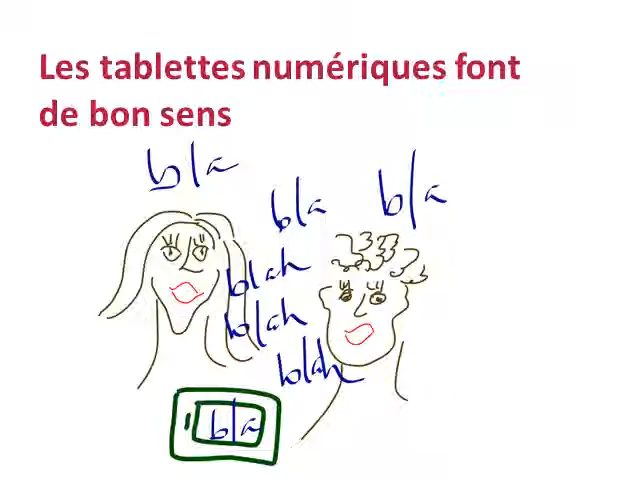 Les tablettes numériques font
de bon sens
bla
bla
bla
blah
blah
blah
bla